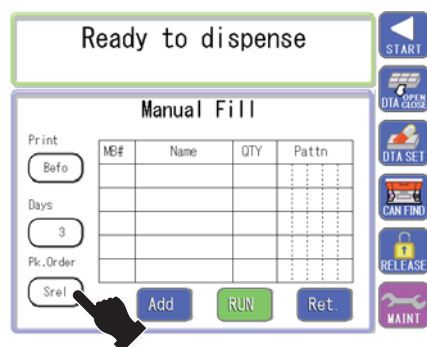 Ready to dispense
START
OPEN
DTA CLOSE
Manual Fill
Print
Befo
MB# Name QTY Pattn
DTA SET
Days
3
CAN FIND
Pk.Order
Srel
RELEASE
Add RUN Ret.
MAINT